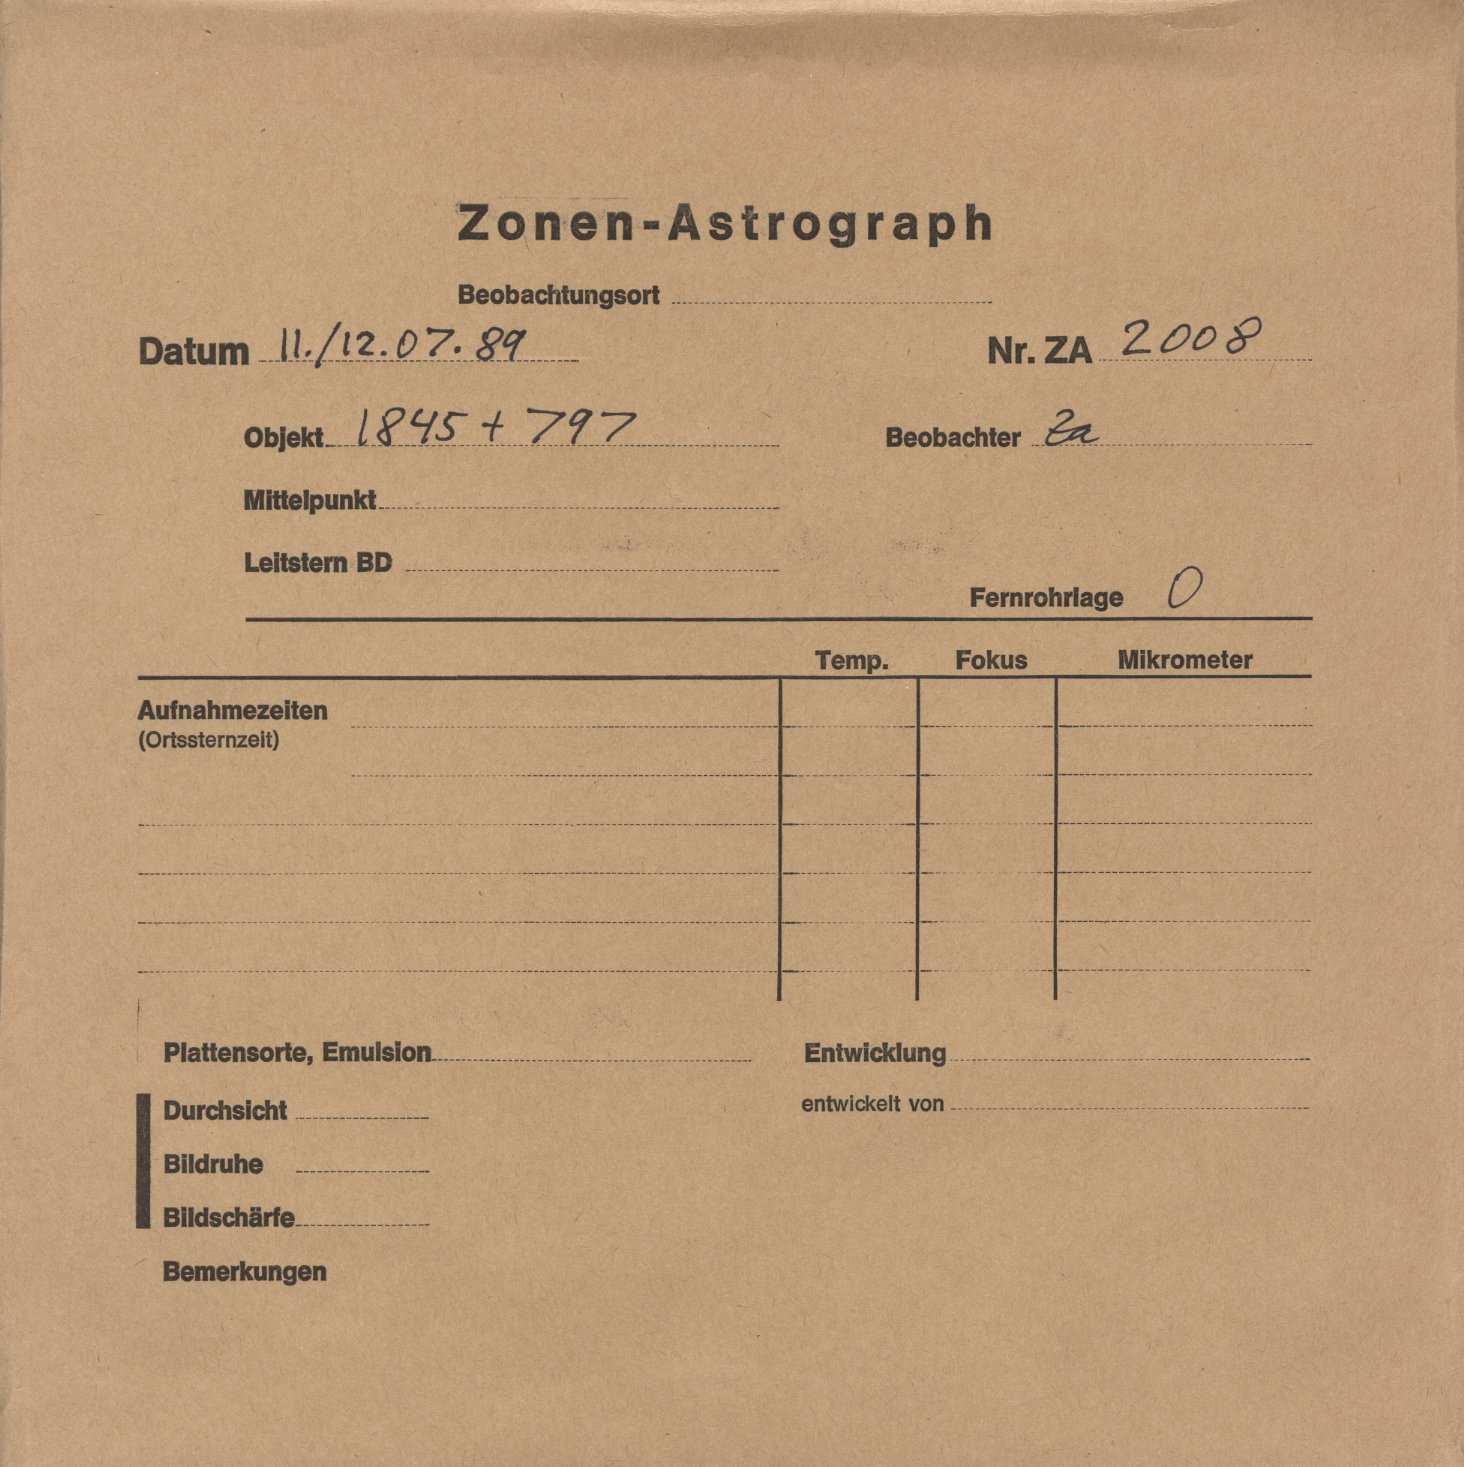 Zonen-Astrograph
Beobachtungsort
Datum 11./12.07.89 Nr. ZA 2008
Objekt 1845+797 Beobachter Za
Mittelpunkt
Leitstern BD
Fernrohrlage O
Temp. Fokus Mikrometer
Aufnahmezeiten
(Ortssternzeit)
Plattensorte, Emulsion Entwicklung
Durchsicht entwickelt von
Bildruhe
Bildschärfe
Bemerkungen